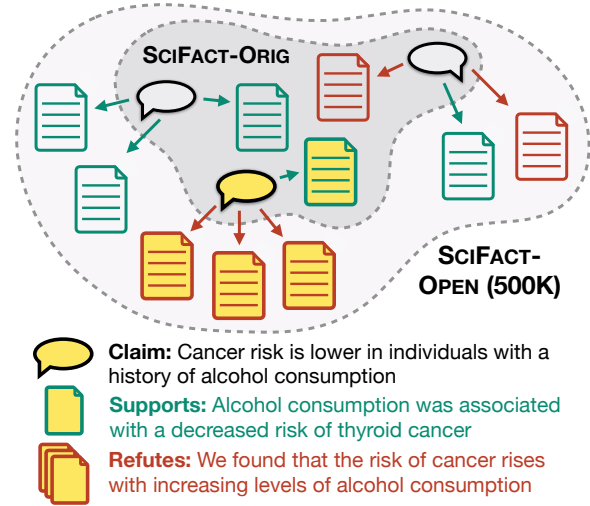 SCIFACT-ORIG
SCIFACT-
OPEN (500K)
Claim: Cancer risk is lower in individuals with a
history of alcohol consumption
Supports: Alcohol consumption was associated
with a decreased risk of thyroid cancer
Refutes: We found that the risk of cancer rises
with increasing levels of alcohol consumption